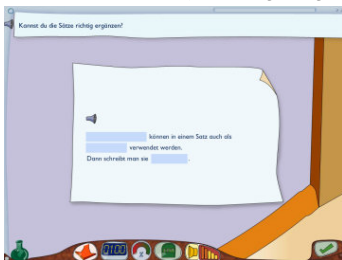 Kannst du die Sätze richtig ergänzen?
können in einem Satz auch als
verwendet werden.
Dann schreibt man sie .